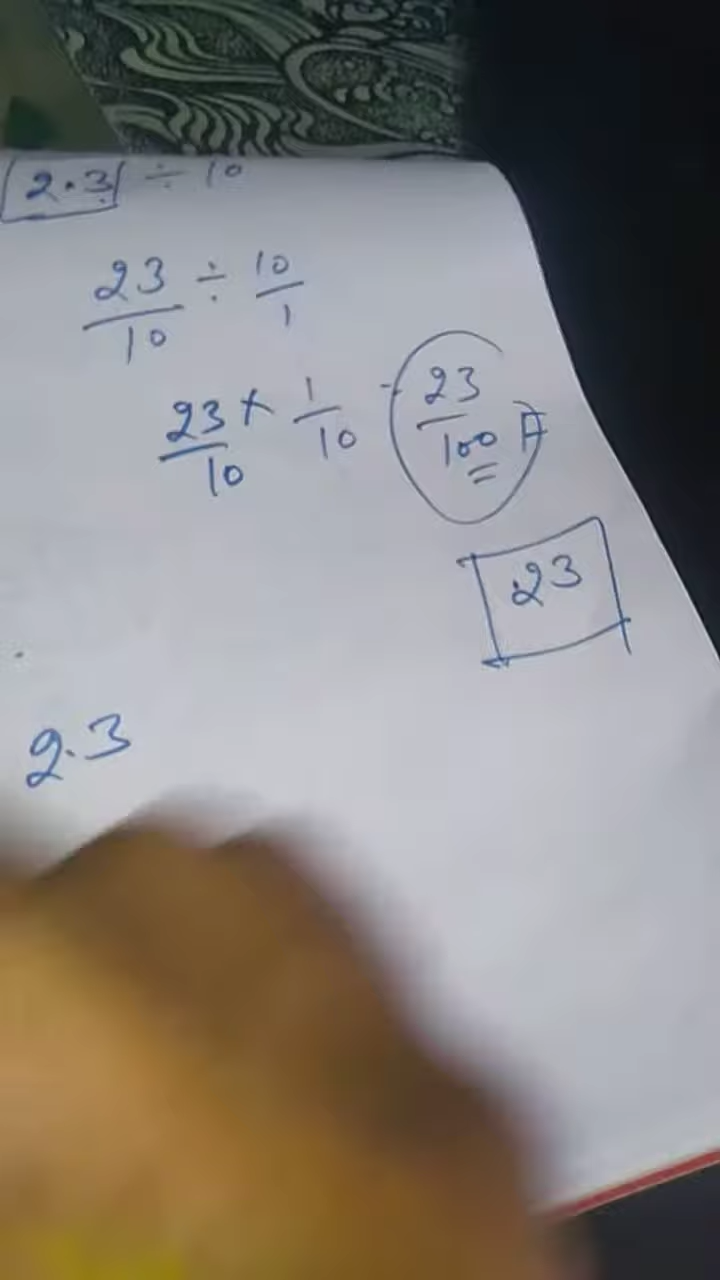 2.3 ÷ 10
23/10 ÷ 10/1
23/10 × 1/10 = 23/100
.23
2.3